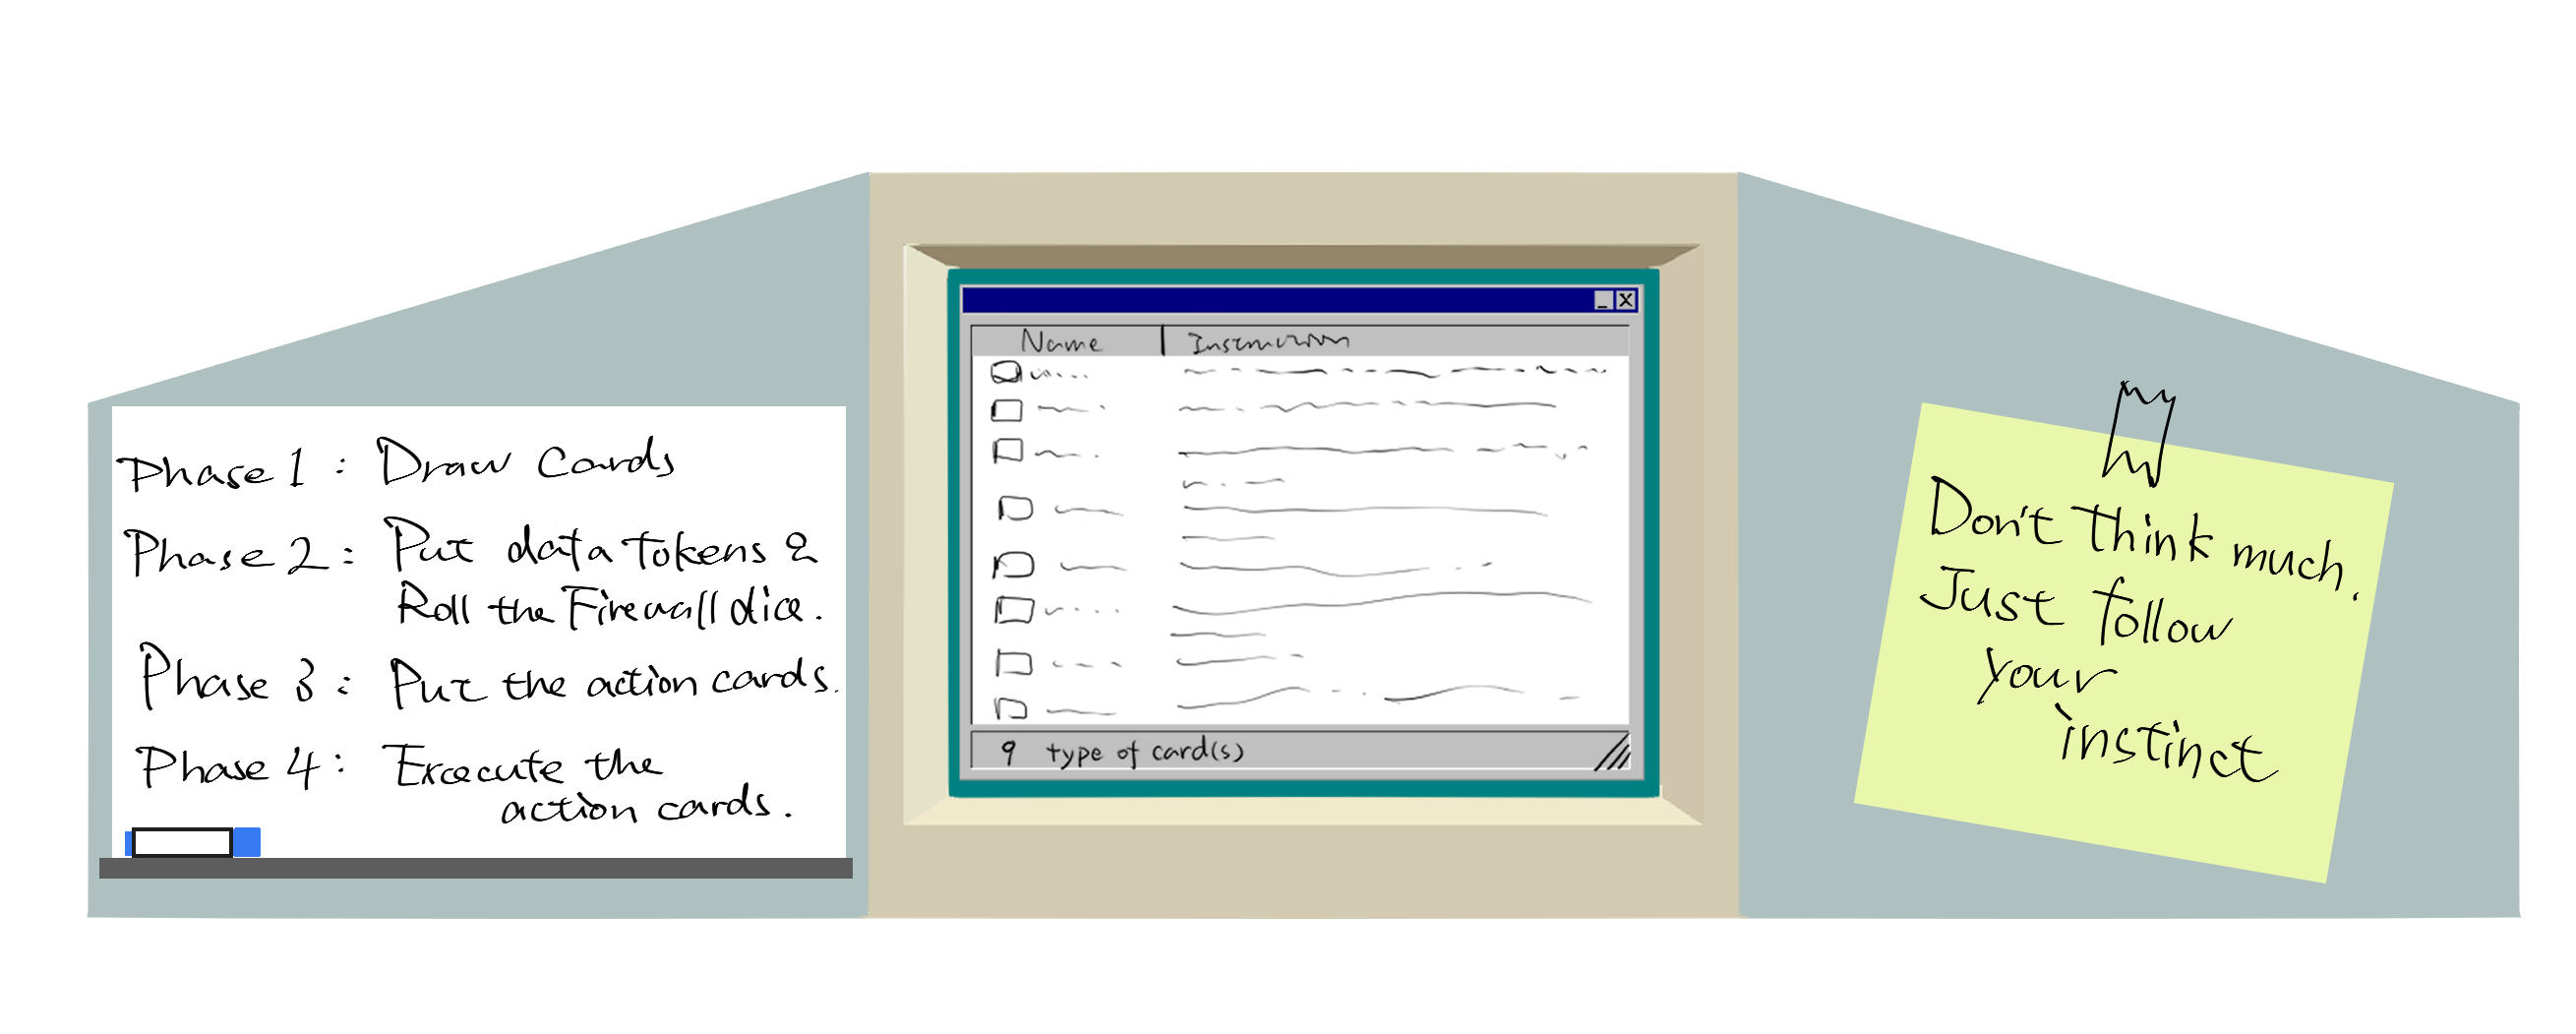 Phase 1 : Draw Cards
Phase 2 : Put data tokens &
Roll the Firewall dice.
Phase 3 : Put the action cards.
Phase 4 : Excecute the
action cards.
_ X
Name | Instruction
9 type of card(s)
Don't think much.
Just follow
your
instinct